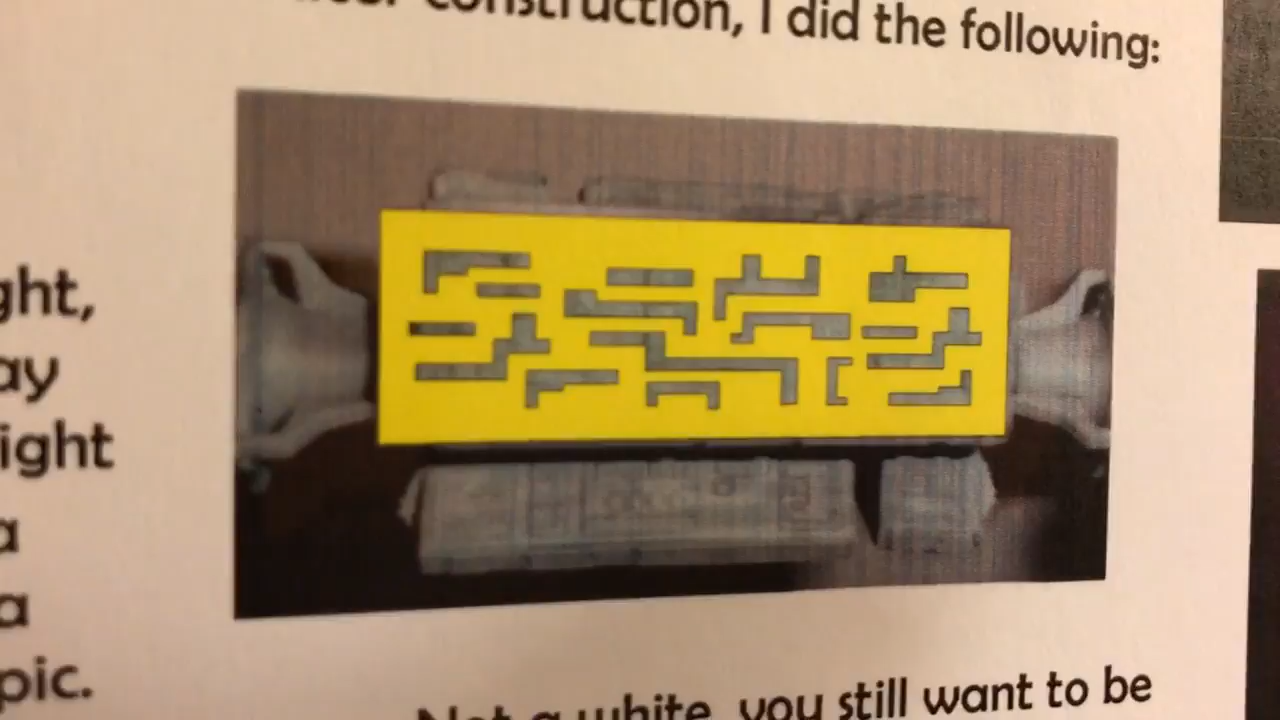 construction, I did the following:
ght,
ay
ight
a
a
pic.
Not a white, you still want to be